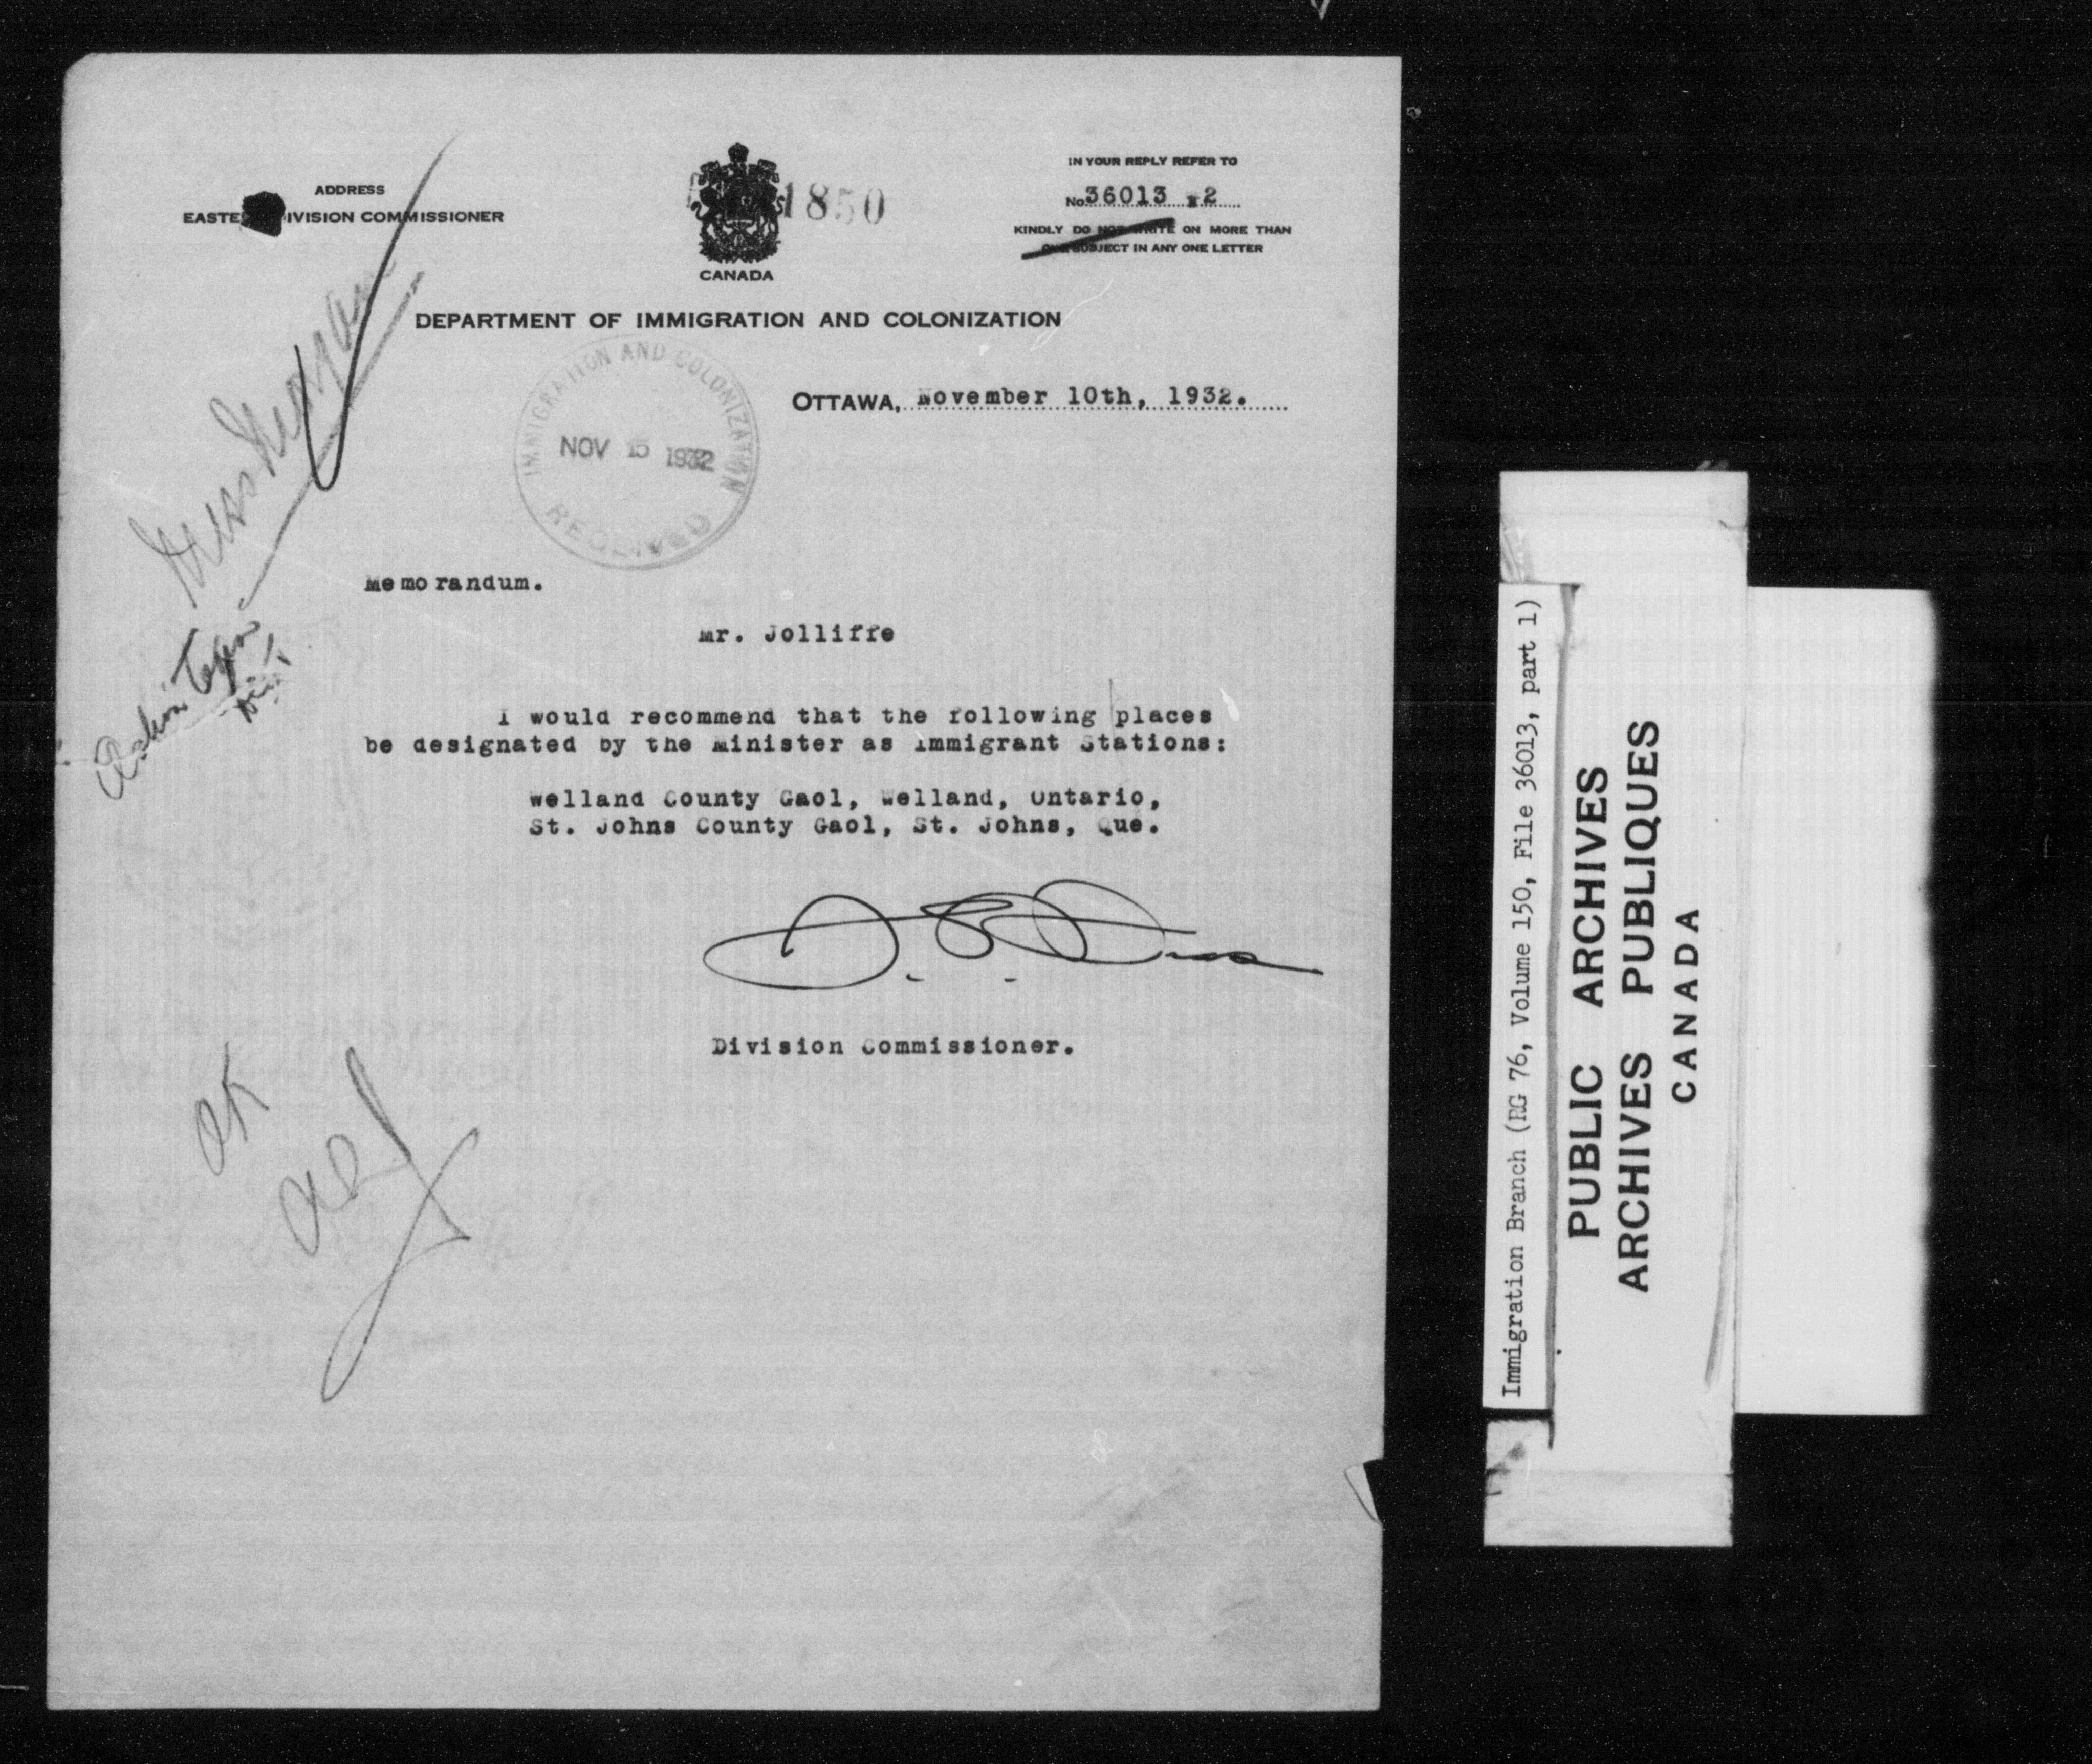 ADDRESS
EASTE IVISION COMMISSIONER
1850
CANADA
IN YOUR REPLY REFER TO
No. 36013 2
KINDLY DO NOT WRITE ON MORE THAN
ONE SUBJECT IN ANY ONE LETTER
DEPARTMENT OF IMMIGRATION AND COLONIZATION
OTTAWA, November 10th, 1932.
IMMIGRATION AND COLONIZATION
NOV 15 1932
RECEIVED
Action Taken
Memorandum.
Mr. Jolliffe
I would recommend that the following places
be designated by the Minister as Immigrant Stations:
Welland County Gaol, Welland, Ontario,
St. Johns County Gaol, St. Johns, Que.
Division Commissioner.
OK
Immigration Branch (RG 76, Volume 150, File 36013, part 1)
PUBLIC ARCHIVES
ARCHIVES PUBLIQUES
CANADA